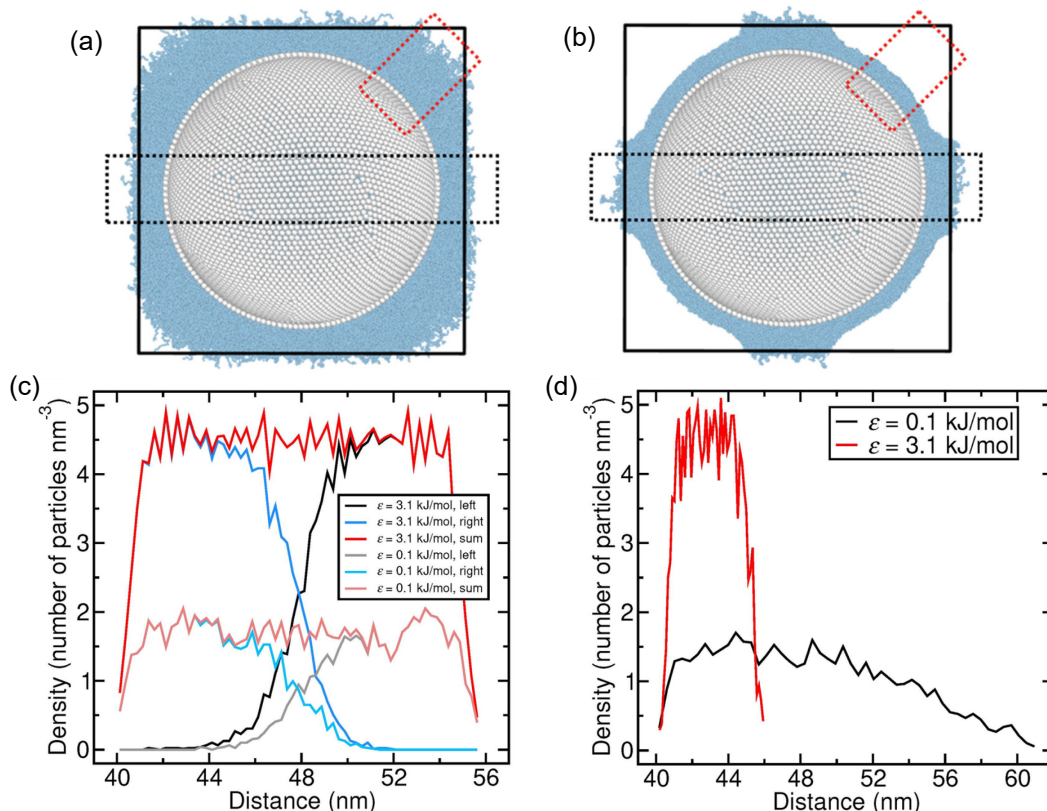 (a)
(b)
(c)
(d)
Density (number of particles nm⁻³)
5
4
3
2
1
0
40 44 48 52 56
Distance (nm)
ε = 3.1 kJ/mol, left
ε = 3.1 kJ/mol, right
ε = 3.1 kJ/mol, sum
ε = 0.1 kJ/mol, left
ε = 0.1 kJ/mol, right
ε = 0.1 kJ/mol, sum
Density (number of particles nm⁻³)
5
4
3
2
1
0
40 44 48 52 56 60
Distance (nm)
ε = 0.1 kJ/mol
ε = 3.1 kJ/mol